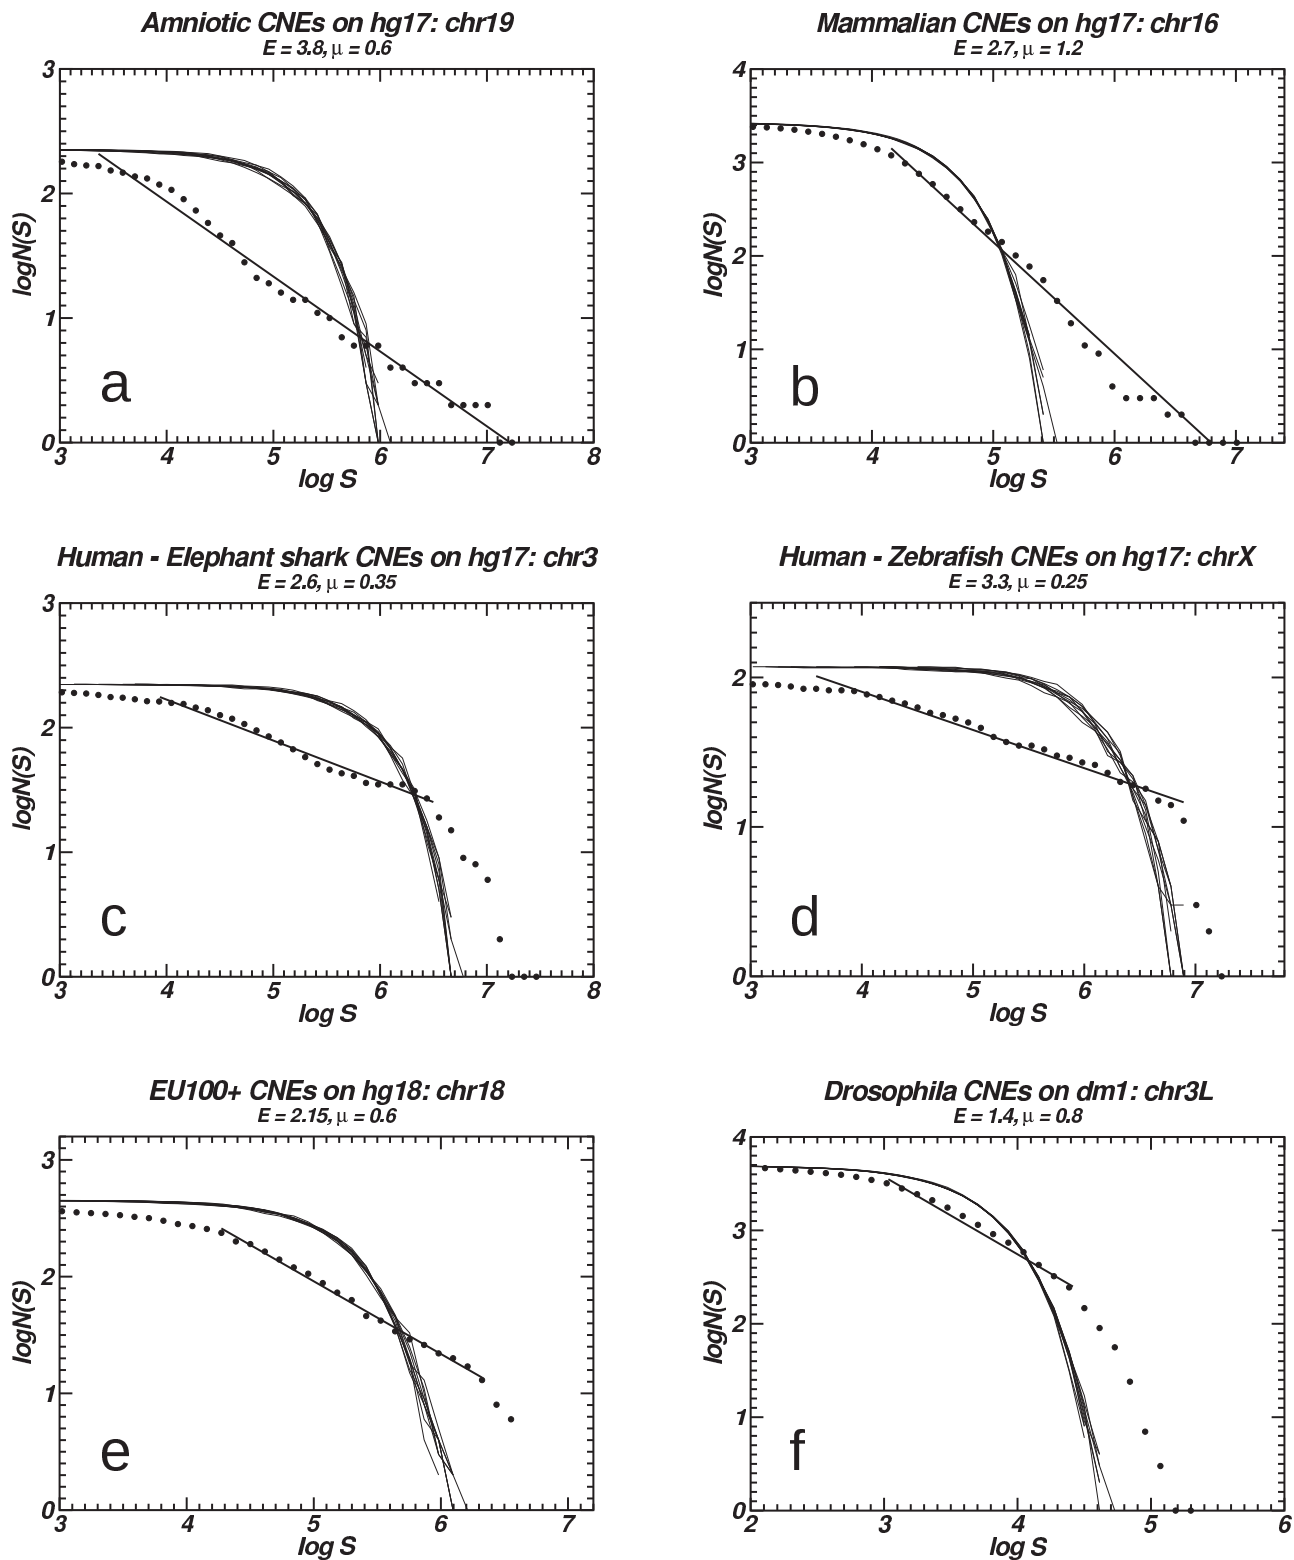 Amniotic CNEs on hg17: chr19
E = 3.8, μ = 0.6
3
2
1
0
logN(S)
a
3 4 5 6 7 8
log S
Mammalian CNEs on hg17: chr16
E = 2.7, μ = 1.2
4
3
2
1
0
logN(S)
b
3 4 5 6 7
log S
Human - Elephant shark CNEs on hg17: chr3
E = 2.6, μ = 0.35
3
2
1
0
logN(S)
c
3 4 5 6 7 8
log S
Human - Zebrafish CNEs on hg17: chrX
E = 3.3, μ = 0.25
2
1
0
logN(S)
d
3 4 5 6 7
log S
EU100+ CNEs on hg18: chr18
E = 2.15, μ = 0.6
3
2
1
0
logN(S)
e
3 4 5 6 7
log S
Drosophila CNEs on dm1: chr3L
E = 1.4, μ = 0.8
4
3
2
1
0
logN(S)
f
2 3 4 5 6
log S